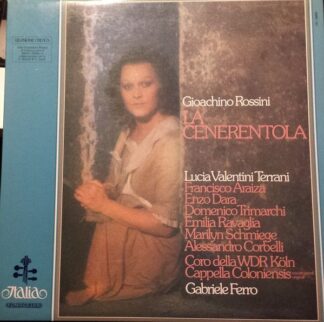 Gioachino Rossini
LA
CENERENTOLA
Lucia Valentini Terrani
Francisco Araiza
Enzo Dara
Domenico Trimarchi
Emilia Ravaglia
Marilyn Schmiege
Alessandro Corbelli
Coro della WDR Köln
Cappella Coloniensis
Gabriele Ferro
Italia